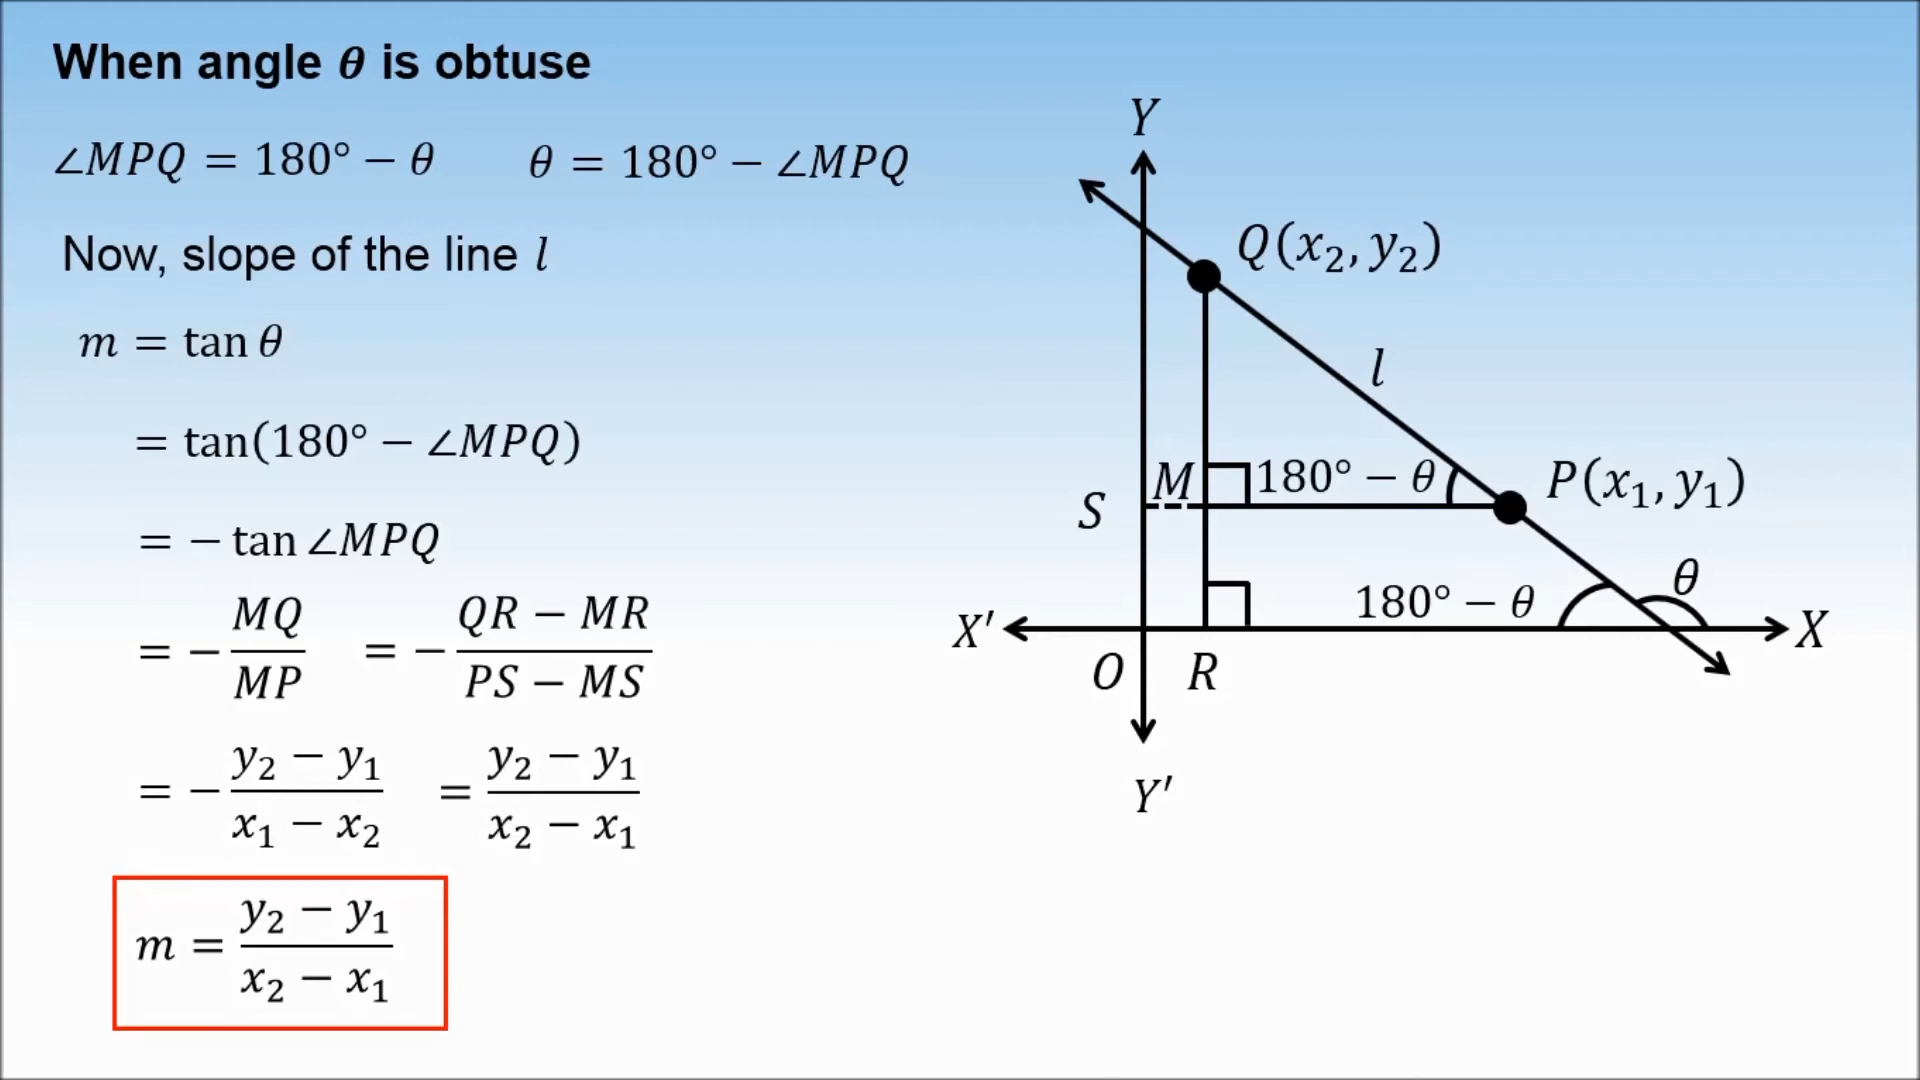 When angle θ is obtuse
∠MPQ = 180° − θ θ = 180° − ∠MPQ
Now, slope of the line l
m = tan θ
= tan(180° − ∠MPQ)
= − tan ∠MPQ
= − MQ/MP = − (QR − MR)/(PS − MS)
= − (y₂ − y₁)/(x₁ − x₂) = (y₂ − y₁)/(x₂ − x₁)
m = (y₂ − y₁)/(x₂ − x₁)
Y
Q(x₂, y₂)
l
M 180° − θ P(x₁, y₁)
S
180° − θ θ
X′ X
O R
Y′